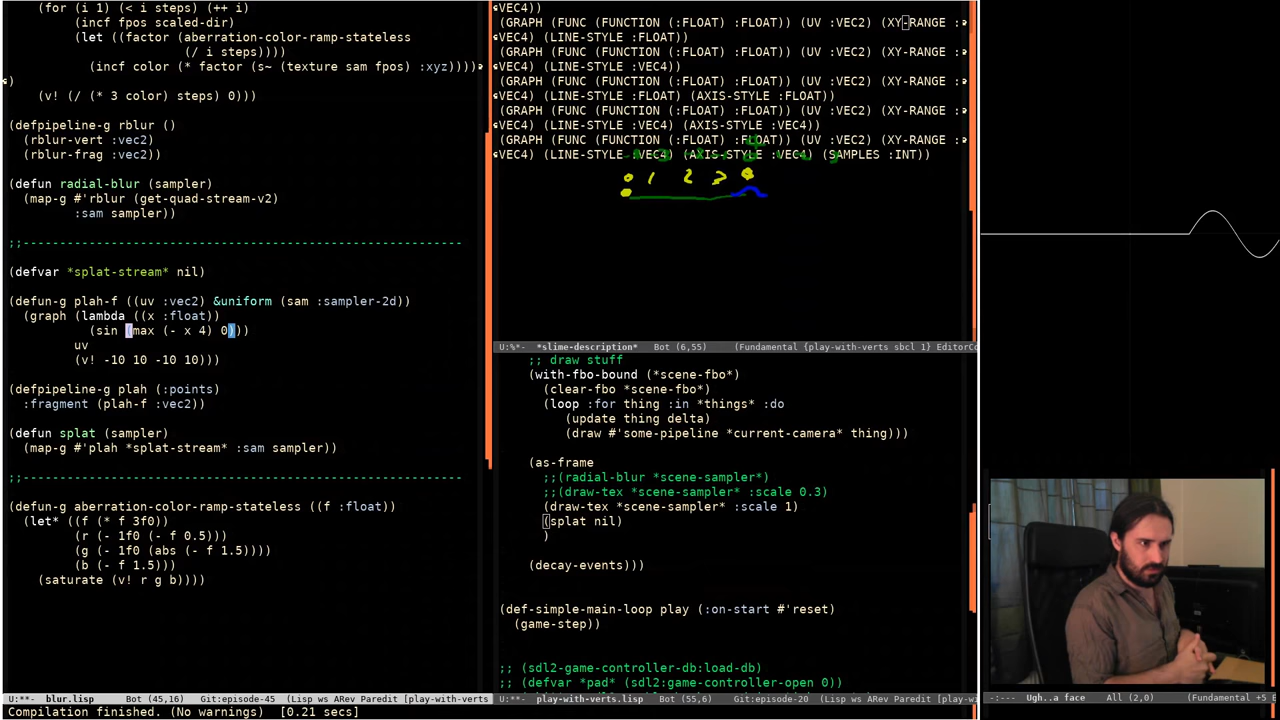 (for (i 1) (< i steps) (++ i)
(incf fpos scaled-dir)
(let ((factor (aberration-color-ramp-stateless
(/ i steps))))
(incf color (* factor (s~ (texture sam fpos) :xyz))))
)
(v! (/ (* 3 color) steps) 0)))
(defpipeline-g rblur ()
(rblur-vert :vec2)
(rblur-frag :vec2))
(defun radial-blur (sampler)
(map-g #'rblur (get-quad-stream-v2)
:sam sampler))
;;--------------------------------------------------------------
(defvar *splat-stream* nil)
(defun-g plah-f ((uv :vec2) &uniform (sam :sampler-2d))
(graph (lambda ((x :float))
(sin (max (- x 4) 0)))
uv
(v! -10 10 -10 10)))
(defpipeline-g plah (:points)
:fragment (plah-f :vec2))
(defun splat (sampler)
(map-g #'plah *splat-stream* :sam sampler))
;;--------------------------------------------------------------
(defun-g aberration-color-ramp-stateless ((f :float))
(let* ((f (* f 3f0))
(r (- 1f0 (- f 0.5)))
(g (- 1f0 (abs (- f 1.5))))
(b (- f 1.5)))
(saturate (v! r g b))))
U:**- blur.lisp Bot (45,16) Git:episode-45 (Lisp ws ARev Paredit [play-with-verts
Compilation finished. (No warnings) [0.21 secs]
VEC4))
(GRAPH (FUNC (FUNCTION (:FLOAT) :FLOAT)) (UV :VEC2) (XY-RANGE :
VEC4) (LINE-STYLE :FLOAT))
(GRAPH (FUNC (FUNCTION (:FLOAT) :FLOAT)) (UV :VEC2) (XY-RANGE :
VEC4) (LINE-STYLE :VEC4))
(GRAPH (FUNC (FUNCTION (:FLOAT) :FLOAT)) (UV :VEC2) (XY-RANGE :
VEC4) (LINE-STYLE :FLOAT) (AXIS-STYLE :FLOAT))
(GRAPH (FUNC (FUNCTION (:FLOAT) :FLOAT)) (UV :VEC2) (XY-RANGE :
VEC4) (LINE-STYLE :VEC4) (AXIS-STYLE :VEC4))
(GRAPH (FUNC (FUNCTION (:FLOAT) :FLOAT)) (UV :VEC2) (XY-RANGE :
VEC4) (LINE-STYLE :VEC4) (AXIS-STYLE :VEC4) (SAMPLES :INT))
0 1 2 3
U:%*- *slime-description* Bot (6,55) (Fundamental {play-with-verts sbcl 1} EditorCo
;; draw stuff
(with-fbo-bound (*scene-fbo*)
(clear-fbo *scene-fbo*)
(loop :for thing :in *things* :do
(update thing delta)
(draw #'some-pipeline *current-camera* thing)))
(as-frame
;;(radial-blur *scene-sampler*)
;;(draw-tex *scene-sampler* :scale 0.3)
(draw-tex *scene-sampler* :scale 1)
(splat nil)
)
(decay-events)))
(def-simple-main-loop play (:on-start #'reset)
(game-step))
;; (sdl2-game-controller-db:load-db)
;; (defvar *pad* (sdl2:game-controller-open 0))
U:**- play-with-verts.lisp Bot (55,6) Git:episode-20 (Lisp ws ARev Paredit [play-
-:--- Ugh..a face All (2,0) (Fundamental +5